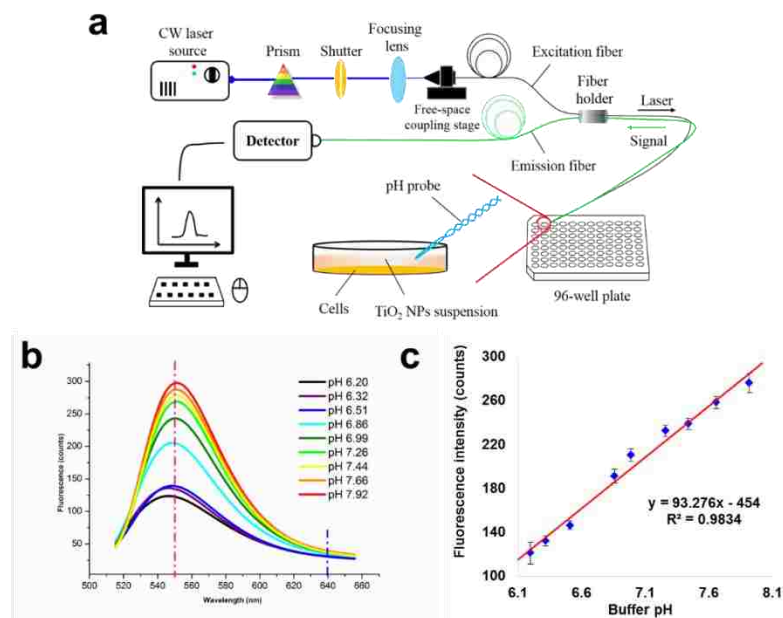 a
CW laser
source
Prism
Shutter
Focusing
lens
Free-space
coupling stage
Excitation fiber
Fiber
holder
Laser
Signal
Emission fiber
Detector
pH probe
Cells
TiO₂ NPs suspension
96-well plate
b
Fluorescence (counts)
300
250
200
150
100
50
500 520 540 560 580 600 620 640 660
Wavelength (nm)
pH 6.20
pH 6.32
pH 6.51
pH 6.86
pH 6.99
pH 7.26
pH 7.44
pH 7.66
pH 7.92
c
Fluorescence intensity (counts)
300
260
220
180
140
100
y = 93.276x - 454
R² = 0.9834
6.1 6.6 7.1 7.6 8.1
Buffer pH